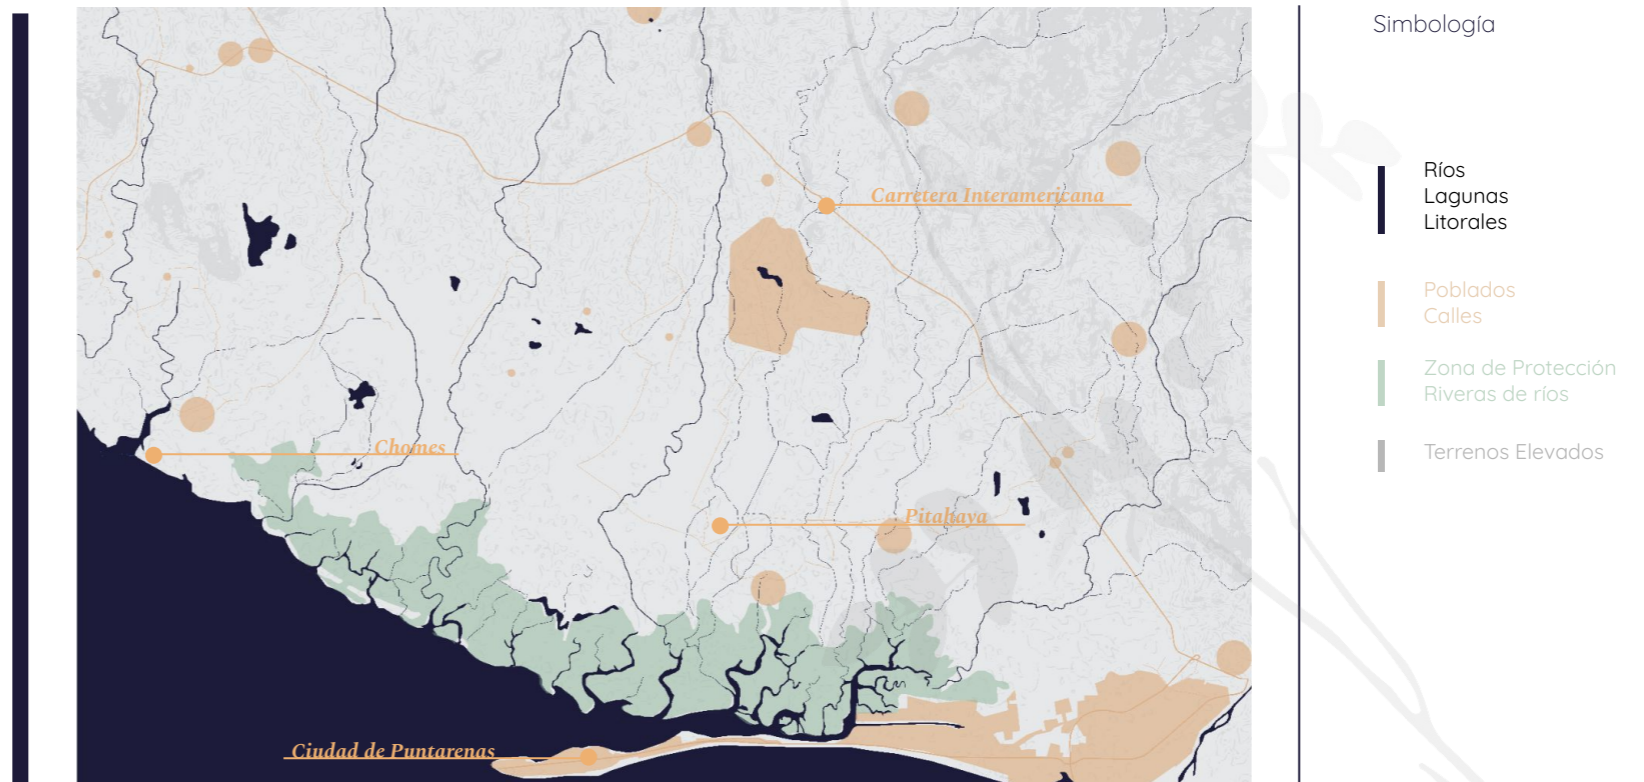 Simbología
Carretera Interamericana
Chomes
Pitahaya
Ciudad de Puntarenas
Ríos
Lagunas
Litorales
Poblados
Calles
Zona de Protección
Riveras de ríos
Terrenos Elevados